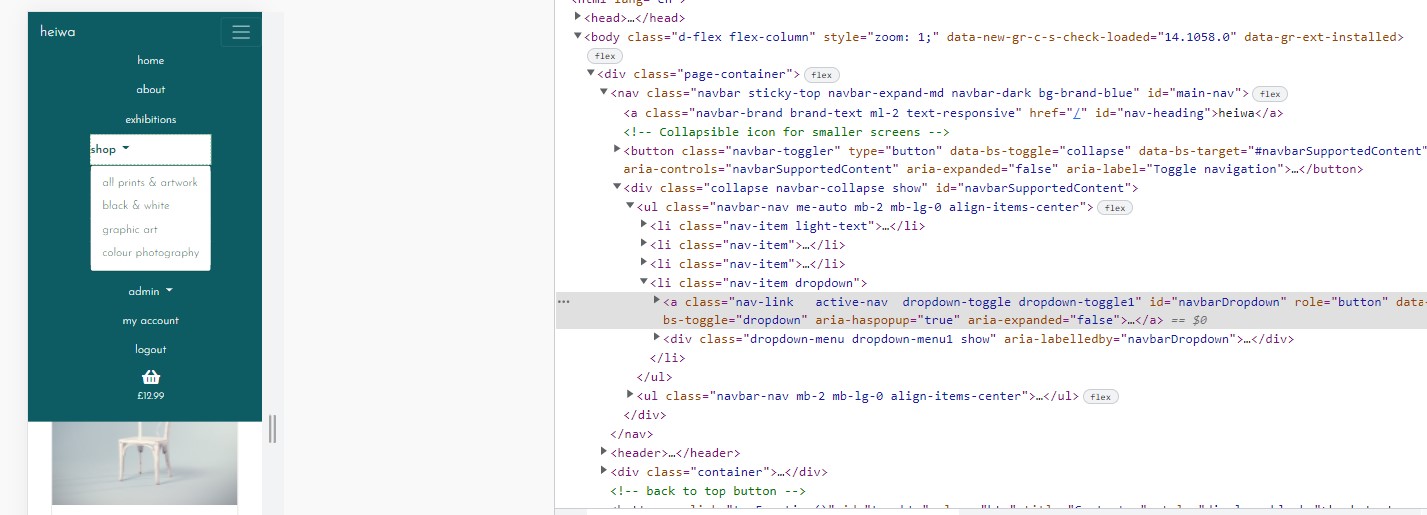 heiwa
home
about
exhibitions
shop
all prints & artwork
black & white
graphic art
colour photography
admin
my account
logout
£12.99
<head>…</head>
<body class="d-flex flex-column" style="zoom: 1;" data-new-gr-c-s-check-loaded="14.1058.0" data-gr-ext-installed>
flex
<div class="page-container"> flex
<nav class="navbar sticky-top navbar-expand-md navbar-dark bg-brand-blue" id="main-nav"> flex
<a class="navbar-brand brand-text ml-2 text-responsive" href="/" id="nav-heading">heiwa</a>
<!-- Collapsible icon for smaller screens -->
<button class="navbar-toggler" type="button" data-bs-toggle="collapse" data-bs-target="#navbarSupportedContent"
aria-controls="navbarSupportedContent" aria-expanded="false" aria-label="Toggle navigation">…</button>
<div class="collapse navbar-collapse show" id="navbarSupportedContent">
<ul class="navbar-nav me-auto mb-2 mb-lg-0 align-items-center"> flex
<li class="nav-item light-text">…</li>
<li class="nav-item">…</li>
<li class="nav-item">…</li>
<li class="nav-item dropdown">
<a class="nav-link   active-nav  dropdown-toggle dropdown-toggle1" id="navbarDropdown" role="button" data-
bs-toggle="dropdown" aria-haspopup="true" aria-expanded="false">…</a> == $0
<div class="dropdown-menu dropdown-menu1 show" aria-labelledby="navbarDropdown">…</div>
</li>
</ul>
<ul class="navbar-nav mb-2 mb-lg-0 align-items-center">…</ul> flex
</div>
</nav>
<header>…</header>
<div class="container">…</div>
<!-- back to top button -->